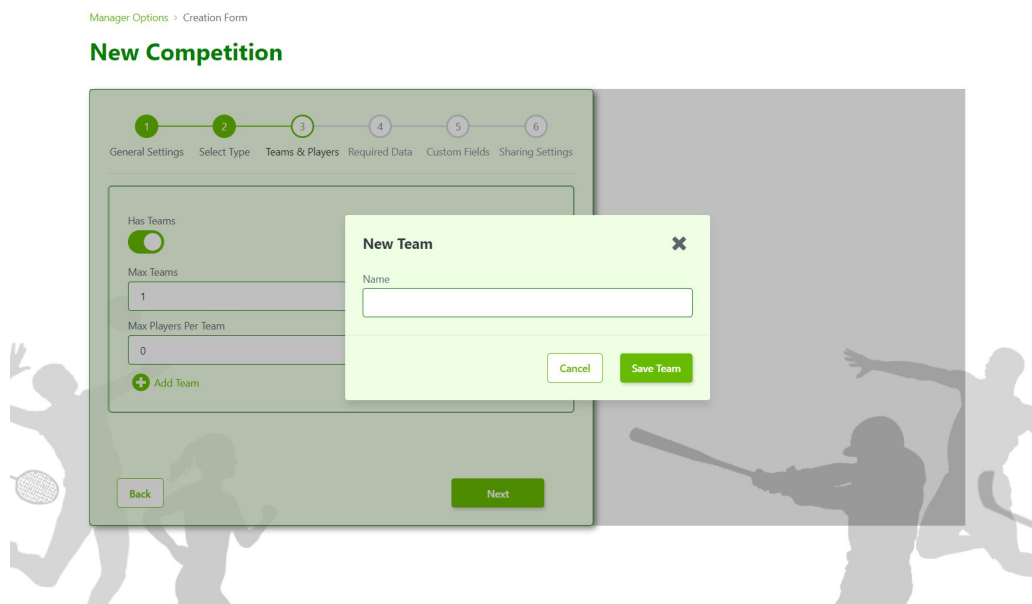 Manager Options > Creation Form
New Competition
1 2 3 4 5 6
General Settings Select Type Teams & Players Required Data Custom Fields Sharing Settings
Has Teams
Max Teams
1
Max Players Per Team
0
Add Team
New Team
Name
Cancel Save Team
Back Next